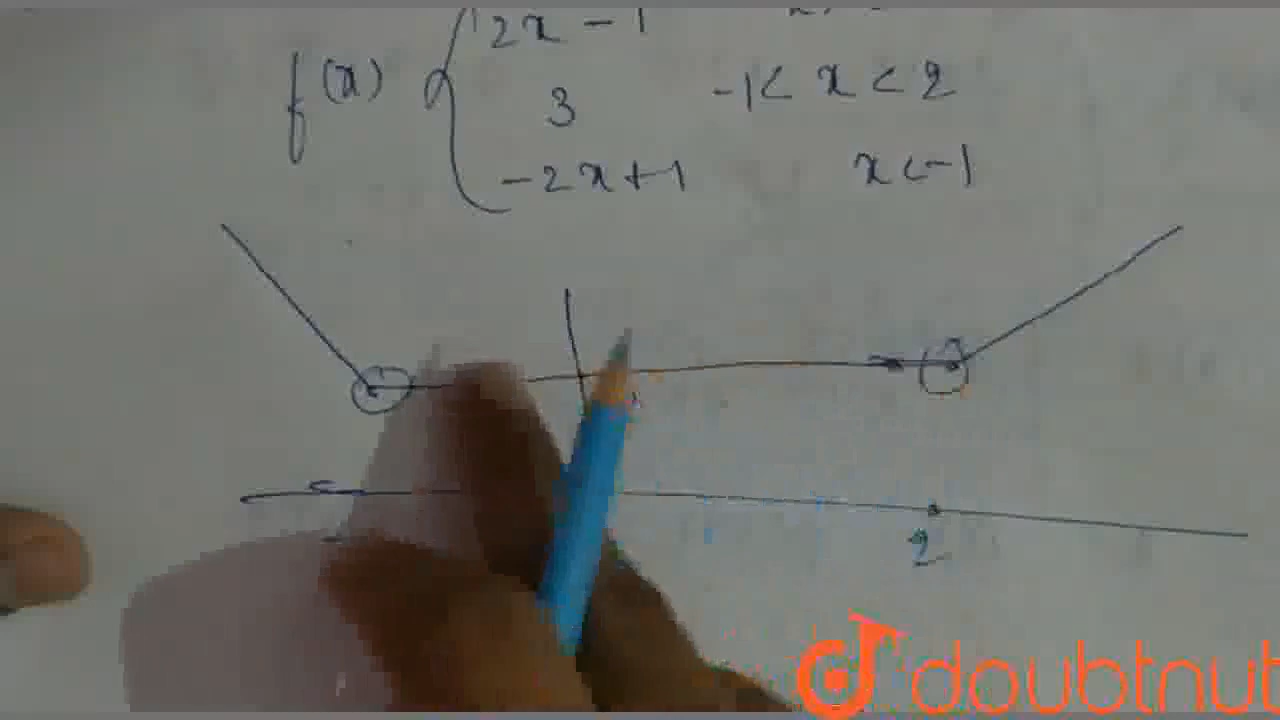 2x - 1
f(x) { 3 -1 < x < 2
-2x + 1 x < -1
2
doubtnut